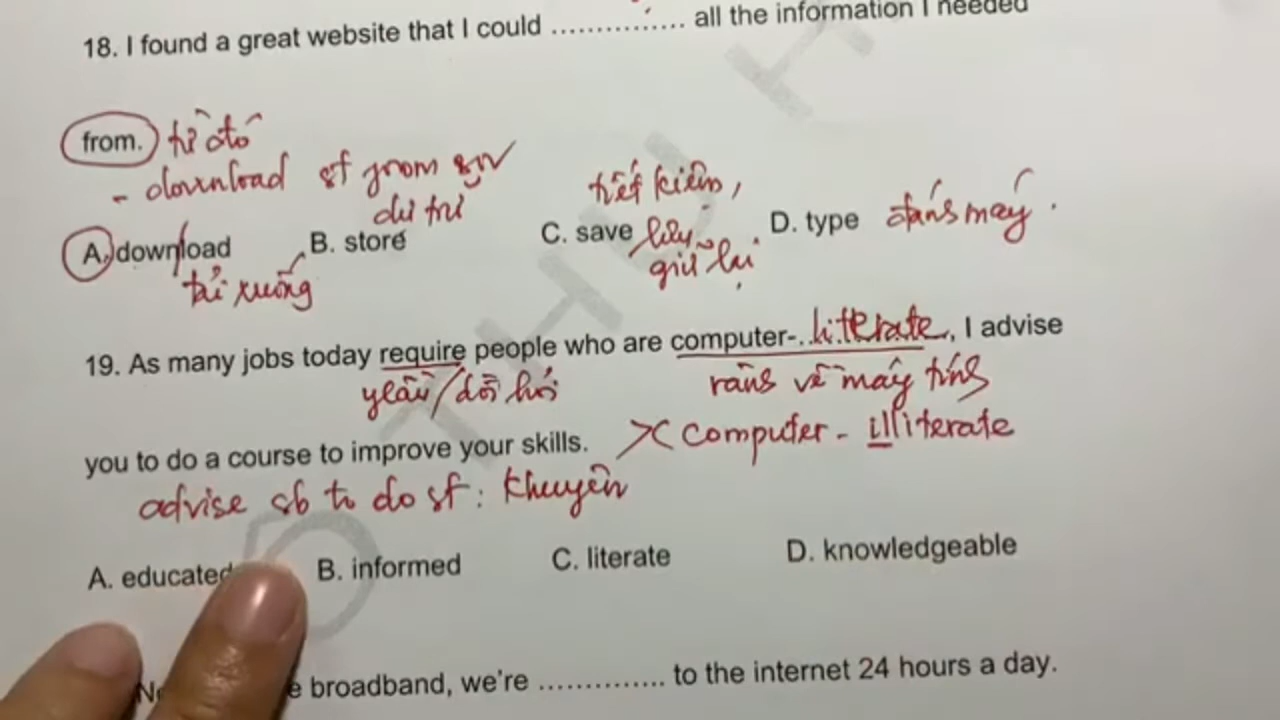 18. I found a great website that I could ............... all the information I needed
from. từ đó
- download st from sw
dự trữ
tiết kiệm,
A. download B. store C. save lưu, D. type đánh máy.
tải xuống
giữ lại
19. As many jobs today require people who are computer-..literate, I advise
yêu cầu/đòi hỏi
rành về máy tính
you to do a course to improve your skills. X computer - illiterate
advise sb to do st: khuyên
A. educated B. informed C. literate D. knowledgeable
broadband, we're .............. to the internet 24 hours a day.